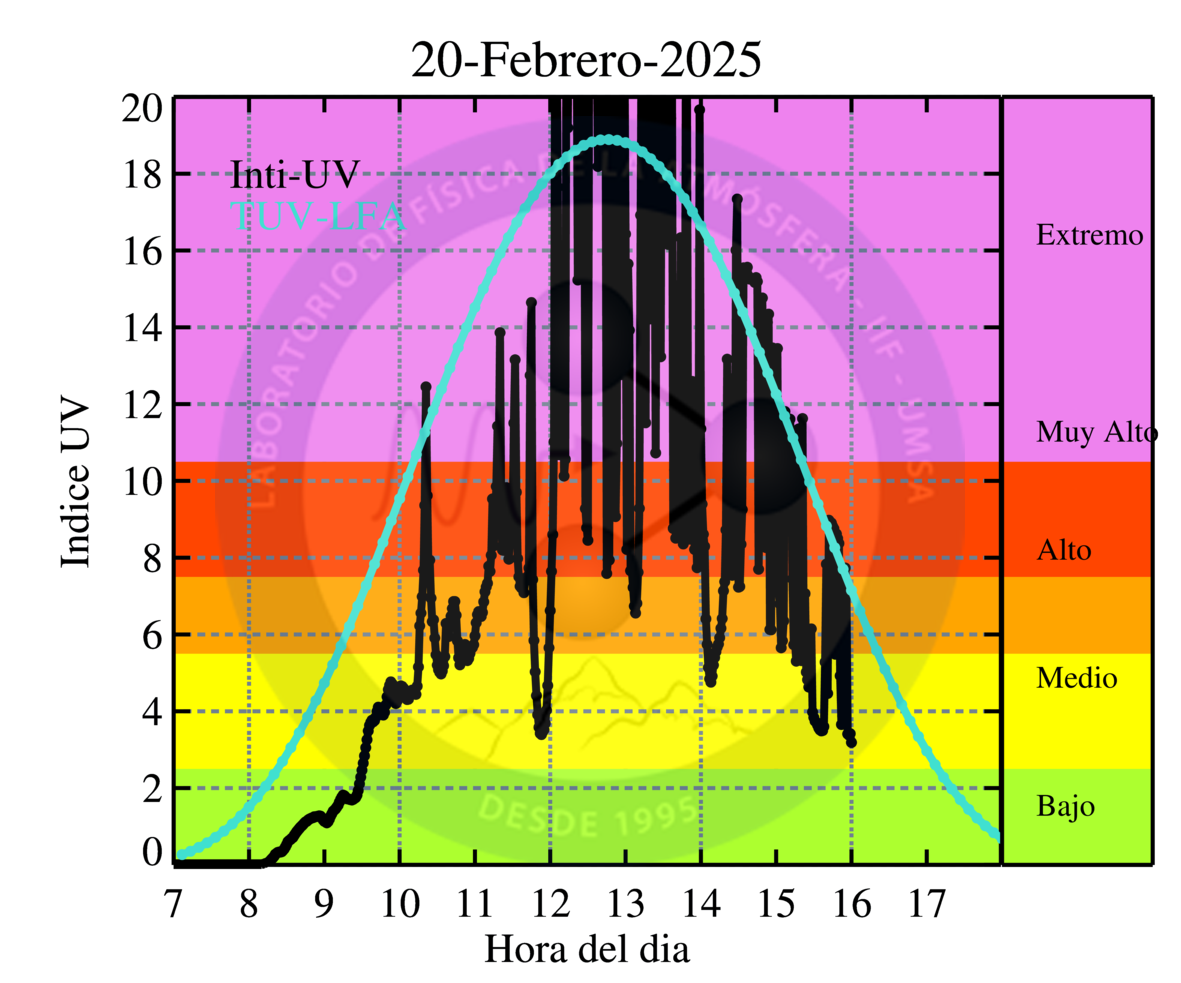 20-Febrero-2025
Indice UV
20
18
16
14
12
10
8
6
4
2
0
Inti-UV
TUV-LFA
LABORATORIO DE FÍSICA DE LA ATMÓSFERA - IIF - UMSA
DESDE 1995
Extremo
Muy Alto
Alto
Medio
Bajo
7 8 9 10 11 12 13 14 15 16 17
Hora del dia